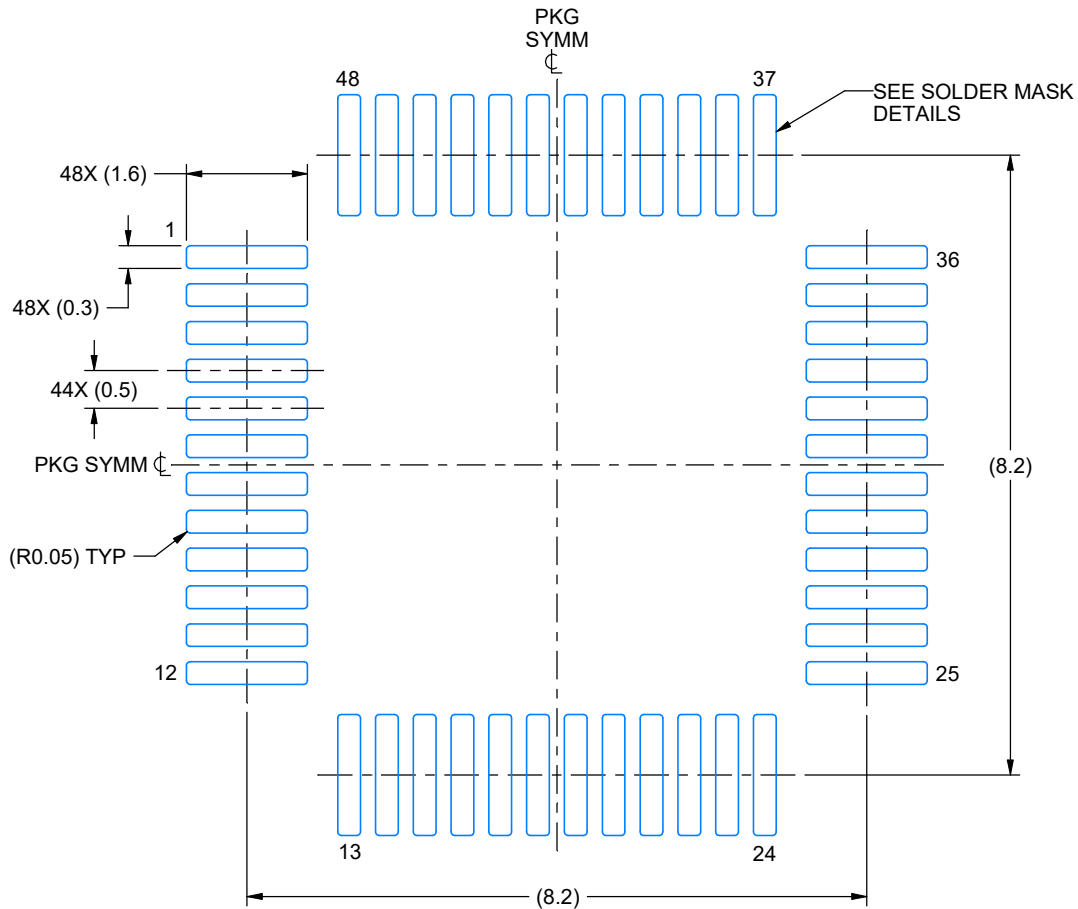 PKG
SYMM
℄
48
37
SEE SOLDER MASK
DETAILS
48X (1.6)
1
36
48X (0.3)
44X (0.5)
PKG SYMM ℄
(8.2)
(R0.05) TYP
12
25
13
24
(8.2)